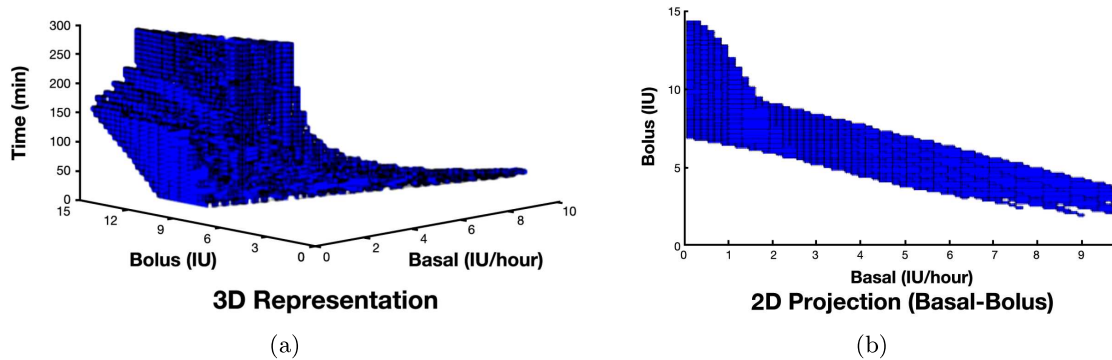 300
250
200
150
100
50
0
Time (min)
15
12
9
6
3
0
Bolus (IU)
0
2
4
6
8
10
Basal (IU/hour)
3D Representation
(a)
15
10
5
0
Bolus (IU)
0 1 2 3 4 5 6 7 8 9
Basal (IU/hour)
2D Projection (Basal-Bolus)
(b)